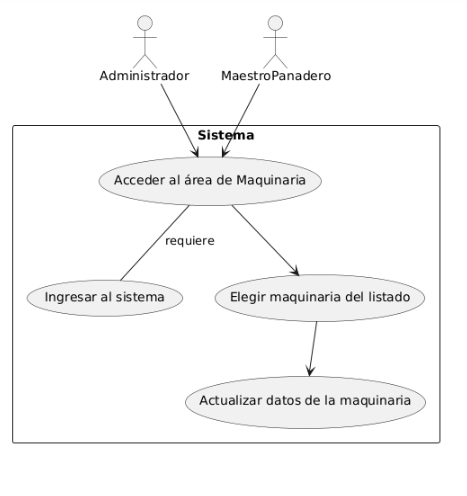 Administrador
MaestroPanadero
Sistema
Acceder al área de Maquinaria
requiere
Ingresar al sistema
Elegir maquinaria del listado
Actualizar datos de la maquinaria